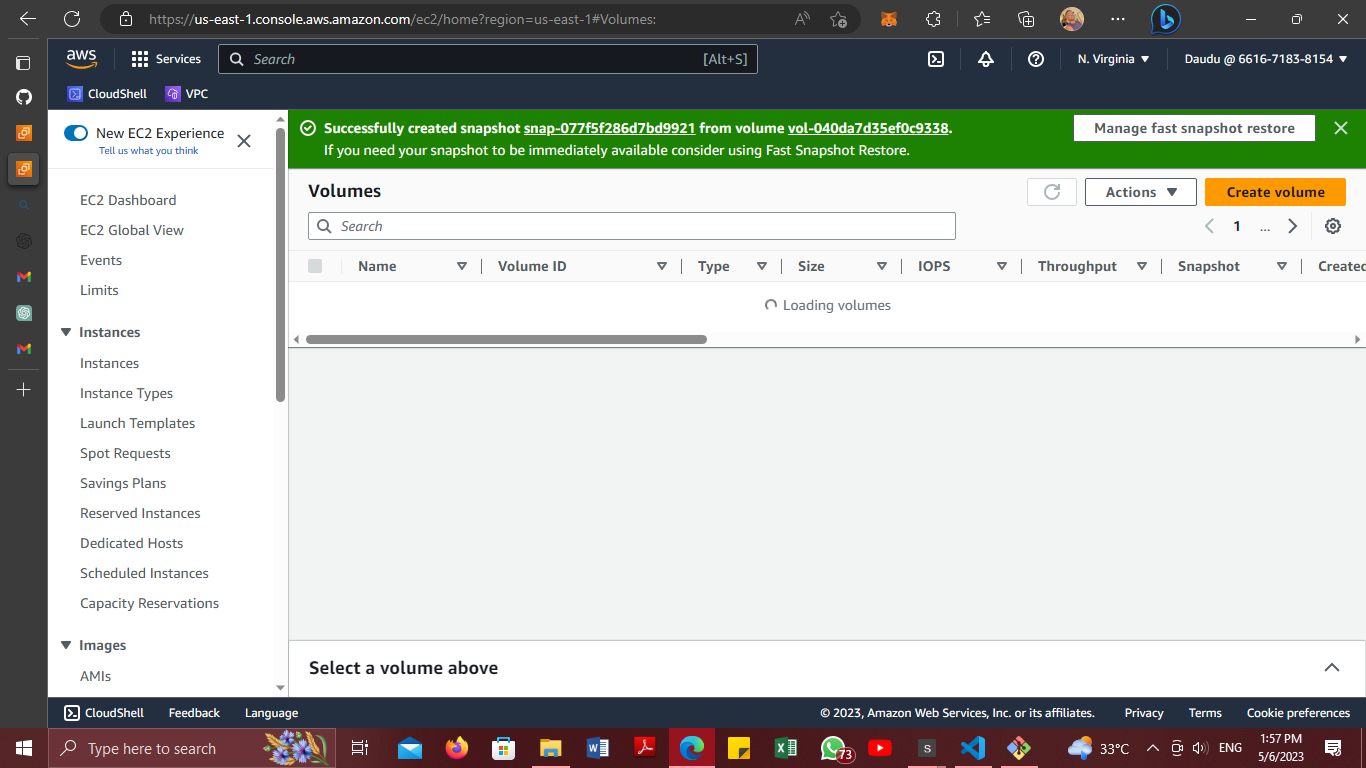 https://us-east-1.console.aws.amazon.com/ec2/home?region=us-east-1#Volumes:
aws
Services
Search
[Alt+S]
N. Virginia
Daudu @ 6616-7183-8154
CloudShell
VPC
New EC2 Experience
Tell us what you think
EC2 Dashboard
EC2 Global View
Events
Limits
Instances
Instances
Instance Types
Launch Templates
Spot Requests
Savings Plans
Reserved Instances
Dedicated Hosts
Scheduled Instances
Capacity Reservations
Images
AMIs
Successfully created snapshot snap-077f5f286d7bd9921 from volume vol-040da7d35ef0c9338.
If you need your snapshot to be immediately available consider using Fast Snapshot Restore.
Manage fast snapshot restore
Volumes
Actions
Create volume
Search
1
...
Name
Volume ID
Type
Size
IOPS
Throughput
Snapshot
Created
Loading volumes
Select a volume above
CloudShell
Feedback
Language
© 2023, Amazon Web Services, Inc. or its affiliates.
Privacy
Terms
Cookie preferences
Type here to search
73
S
33°C
ENG
1:57 PM
5/6/2023